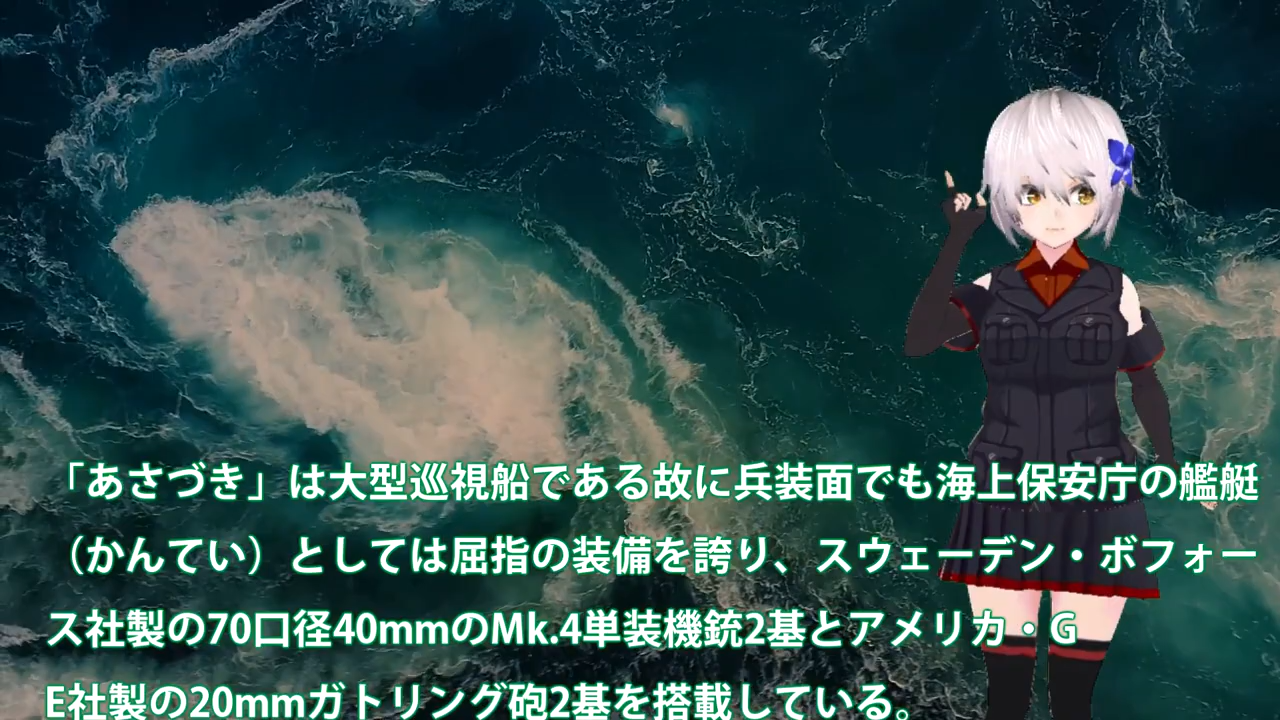 「あさづき」は大型巡視船である故に兵装面でも海上保安庁の艦艇
（かんてい）としては屈指の装備を誇り、スウェーデン・ボフォー
ス社製の70口径40mmのMk.4単装機銃2基とアメリカ・G
E社製の20mmガトリング砲2基を搭載している。